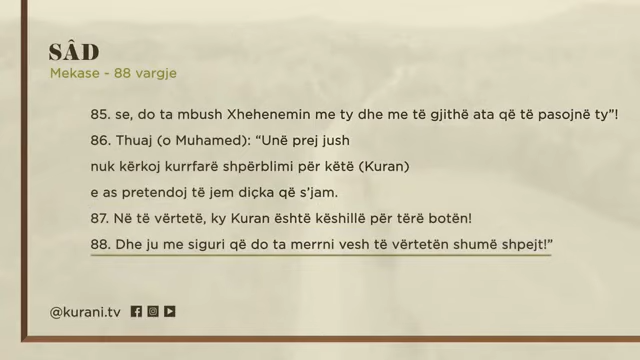 SÂD
Mekase - 88 vargje
85. se, do ta mbush Xhehenemin me ty dhe me të gjithë ata që të pasojnë ty”!
86. Thuaj (o Muhamed): “Unë prej jush
nuk kërkoj kurrfarë shpërblimi për këtë (Kuran)
e as pretendoj të jem diçka që s’jam.
87. Në të vërtetë, ky Kuran është këshillë për tërë botën!
88. Dhe ju me siguri që do ta merrni vesh të vërtetën shumë shpejt!”
@kurani.tv